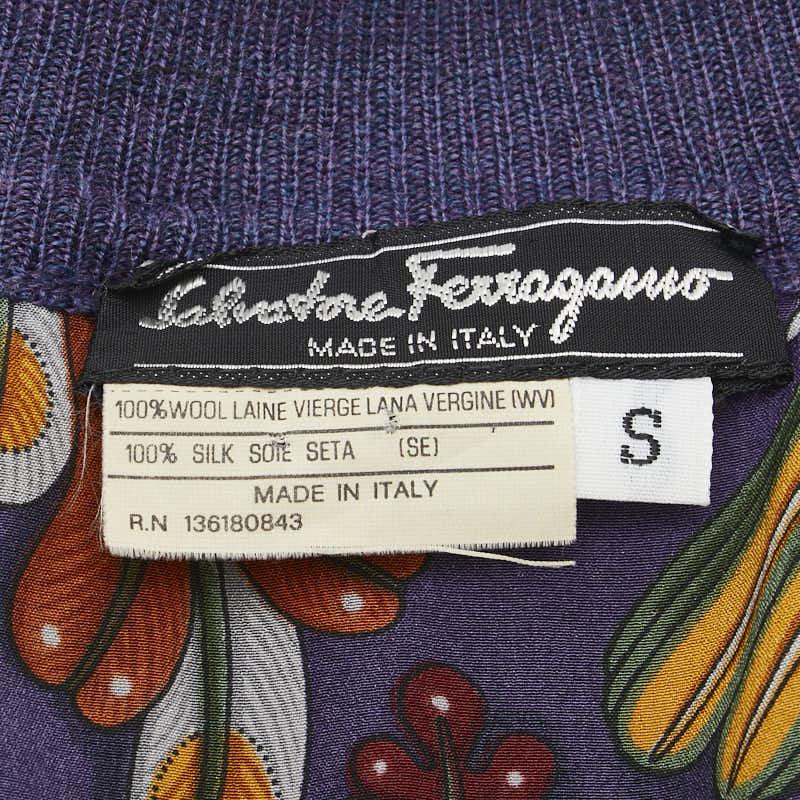 Salvatore Ferragamo
MADE IN ITALY
100% WOOL LAINE VIERGE LANA VERGINE (WV)
100% SILK SOIE SETA (SE)
MADE IN ITALY
R.N 136180843
S